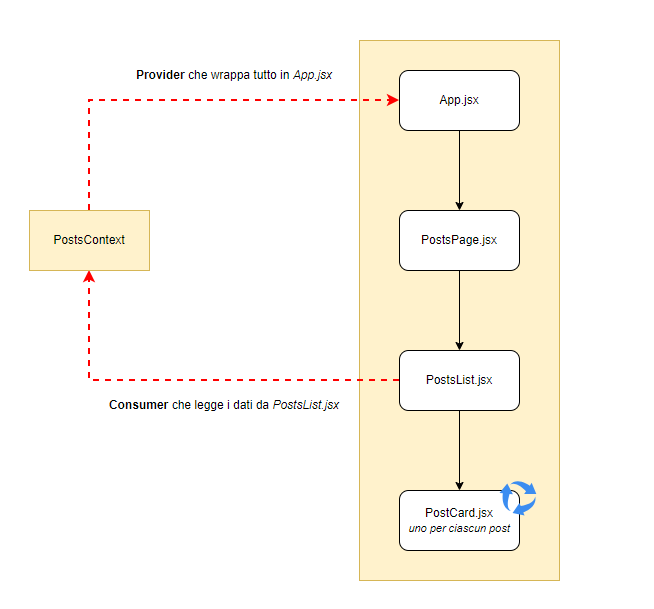 Provider che wrappa tutto in App.jsx
App.jsx
PostsContext
PostsPage.jsx
PostsList.jsx
Consumer che legge i dati da PostsList.jsx
PostCard.jsx
uno per ciascun post